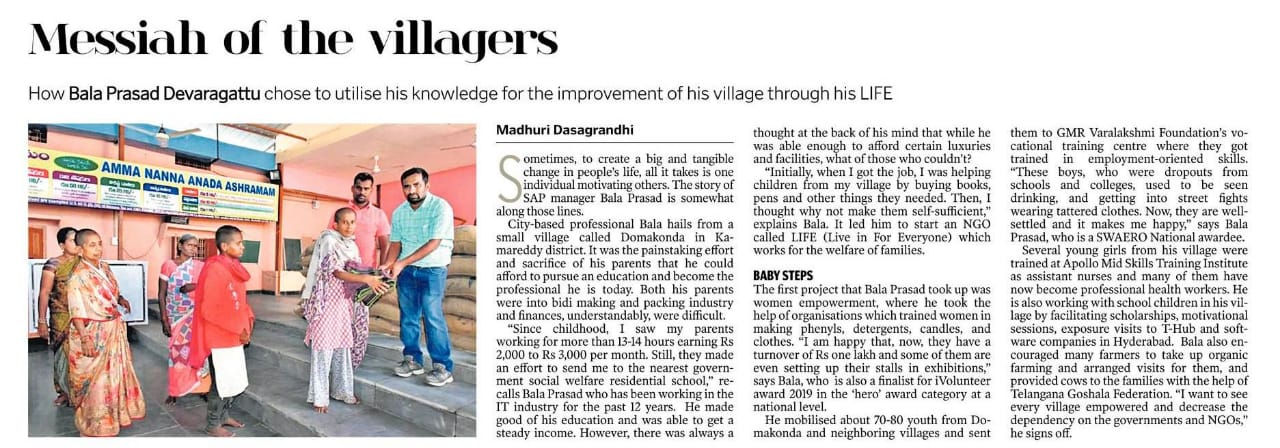 Messiah of the villagers
How Bala Prasad Devaragattu chose to utilise his knowledge for the improvement of his village through his LIFE
AMMA NANNA ANADA ASHRAMAM
Madhuri Dasagrandhi
Sometimes, to create a big and tangible
change in people's life, all it takes is one
individual motivating others. The story of
SAP manager Bala Prasad is somewhat
along those lines.
City-based professional Bala hails from a
small village called Domakonda in Ka-
mareddy district. It was the painstaking effort
and sacrifice of his parents that he could
afford to pursue an education and become the
professional he is today. Both his parents
were into bidi making and packing industry
and finances, understandably, were difficult.
"Since childhood, I saw my parents
working for more than 13-14 hours earning Rs
2,000 to Rs 3,000 per month. Still, they made
an effort to send me to the nearest govern-
ment social welfare residential school," re-
calls Bala Prasad who has been working in the
IT industry for the past 12 years. He made
good of his education and was able to get a
steady income. However, there was always a
thought at the back of his mind that while he
was able enough to afford certain luxuries
and facilities, what of those who couldn't?
"Initially, when I got the job, I was helping
children from my village by buying books,
pens and other things they needed. Then, I
thought why not make them self-sufficient,"
explains Bala. It led him to start an NGO
called LIFE (Live in For Everyone) which
works for the welfare of families.
BABY STEPS
The first project that Bala Prasad took up was
women empowerment, where he took the
help of organisations which trained women in
making phenyls, detergents, candles, and
clothes. "I am happy that, now, they have a
turnover of Rs one lakh and some of them are
even setting up their stalls in exhibitions,"
says Bala, who is also a finalist for iVolunteer
award 2019 in the 'hero' award category at a
national level.
He mobilised about 70-80 youth from Do-
makonda and neighboring villages and sent
them to GMR Varalakshmi Foundation's vo-
cational training centre where they got
trained in employment-oriented skills.
"These boys, who were dropouts from
schools and colleges, used to be seen
drinking, and getting into street fights
wearing tattered clothes. Now, they are well-
settled and it makes me happy," says Bala
Prasad, who is a SWAERO National awardee.
Several young girls from his village were
trained at Apollo Mid Skills Training Institute
as assistant nurses and many of them have
now become professional health workers. He
is also working with school children in his vil-
lage by facilitating scholarships, motivational
sessions, exposure visits to T-Hub and soft-
ware companies in Hyderabad. Bala also en-
couraged many farmers to take up organic
farming and arranged visits for them, and
provided cows to the families with the help of
Telangana Goshala Federation. "I want to see
every village empowered and decrease the
dependency on the governments and NGOs,"
he signs off.